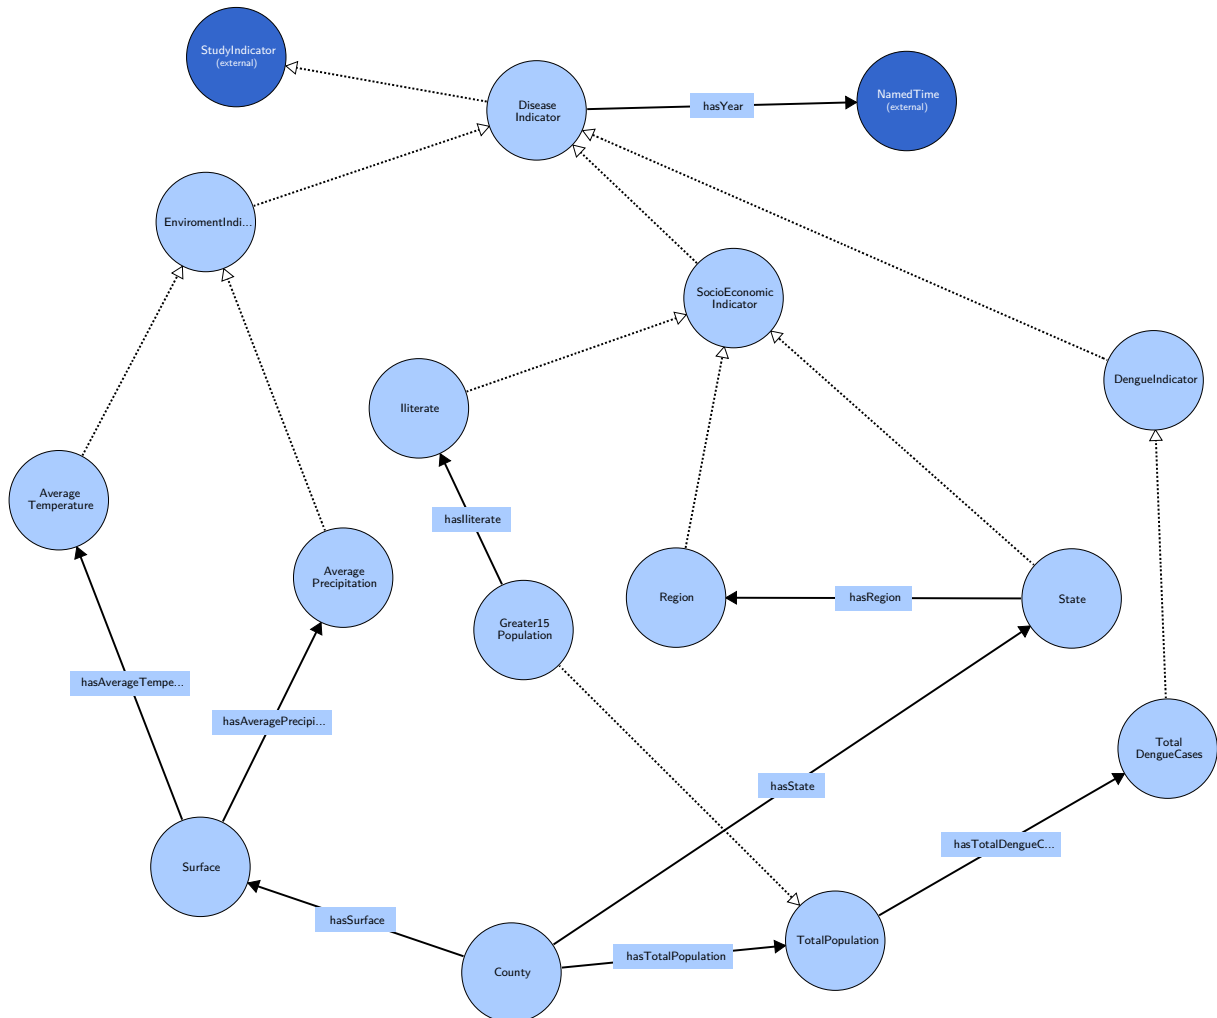 StudyIndicator
(external)
Disease
Indicator
hasYear
NamedTime
(external)
EnviromentIndi...
SocioEconomic
Indicator
DengueIndicator
Iliterate
Average
Temperature
hasIliterate
Average
Precipitation
Greater15
Population
Region
hasRegion
State
hasAverageTempe...
hasAveragePrecipi...
Total
DengueCases
hasState
hasTotalDengueC...
Surface
hasSurface
County
hasTotalPopulation
TotalPopulation